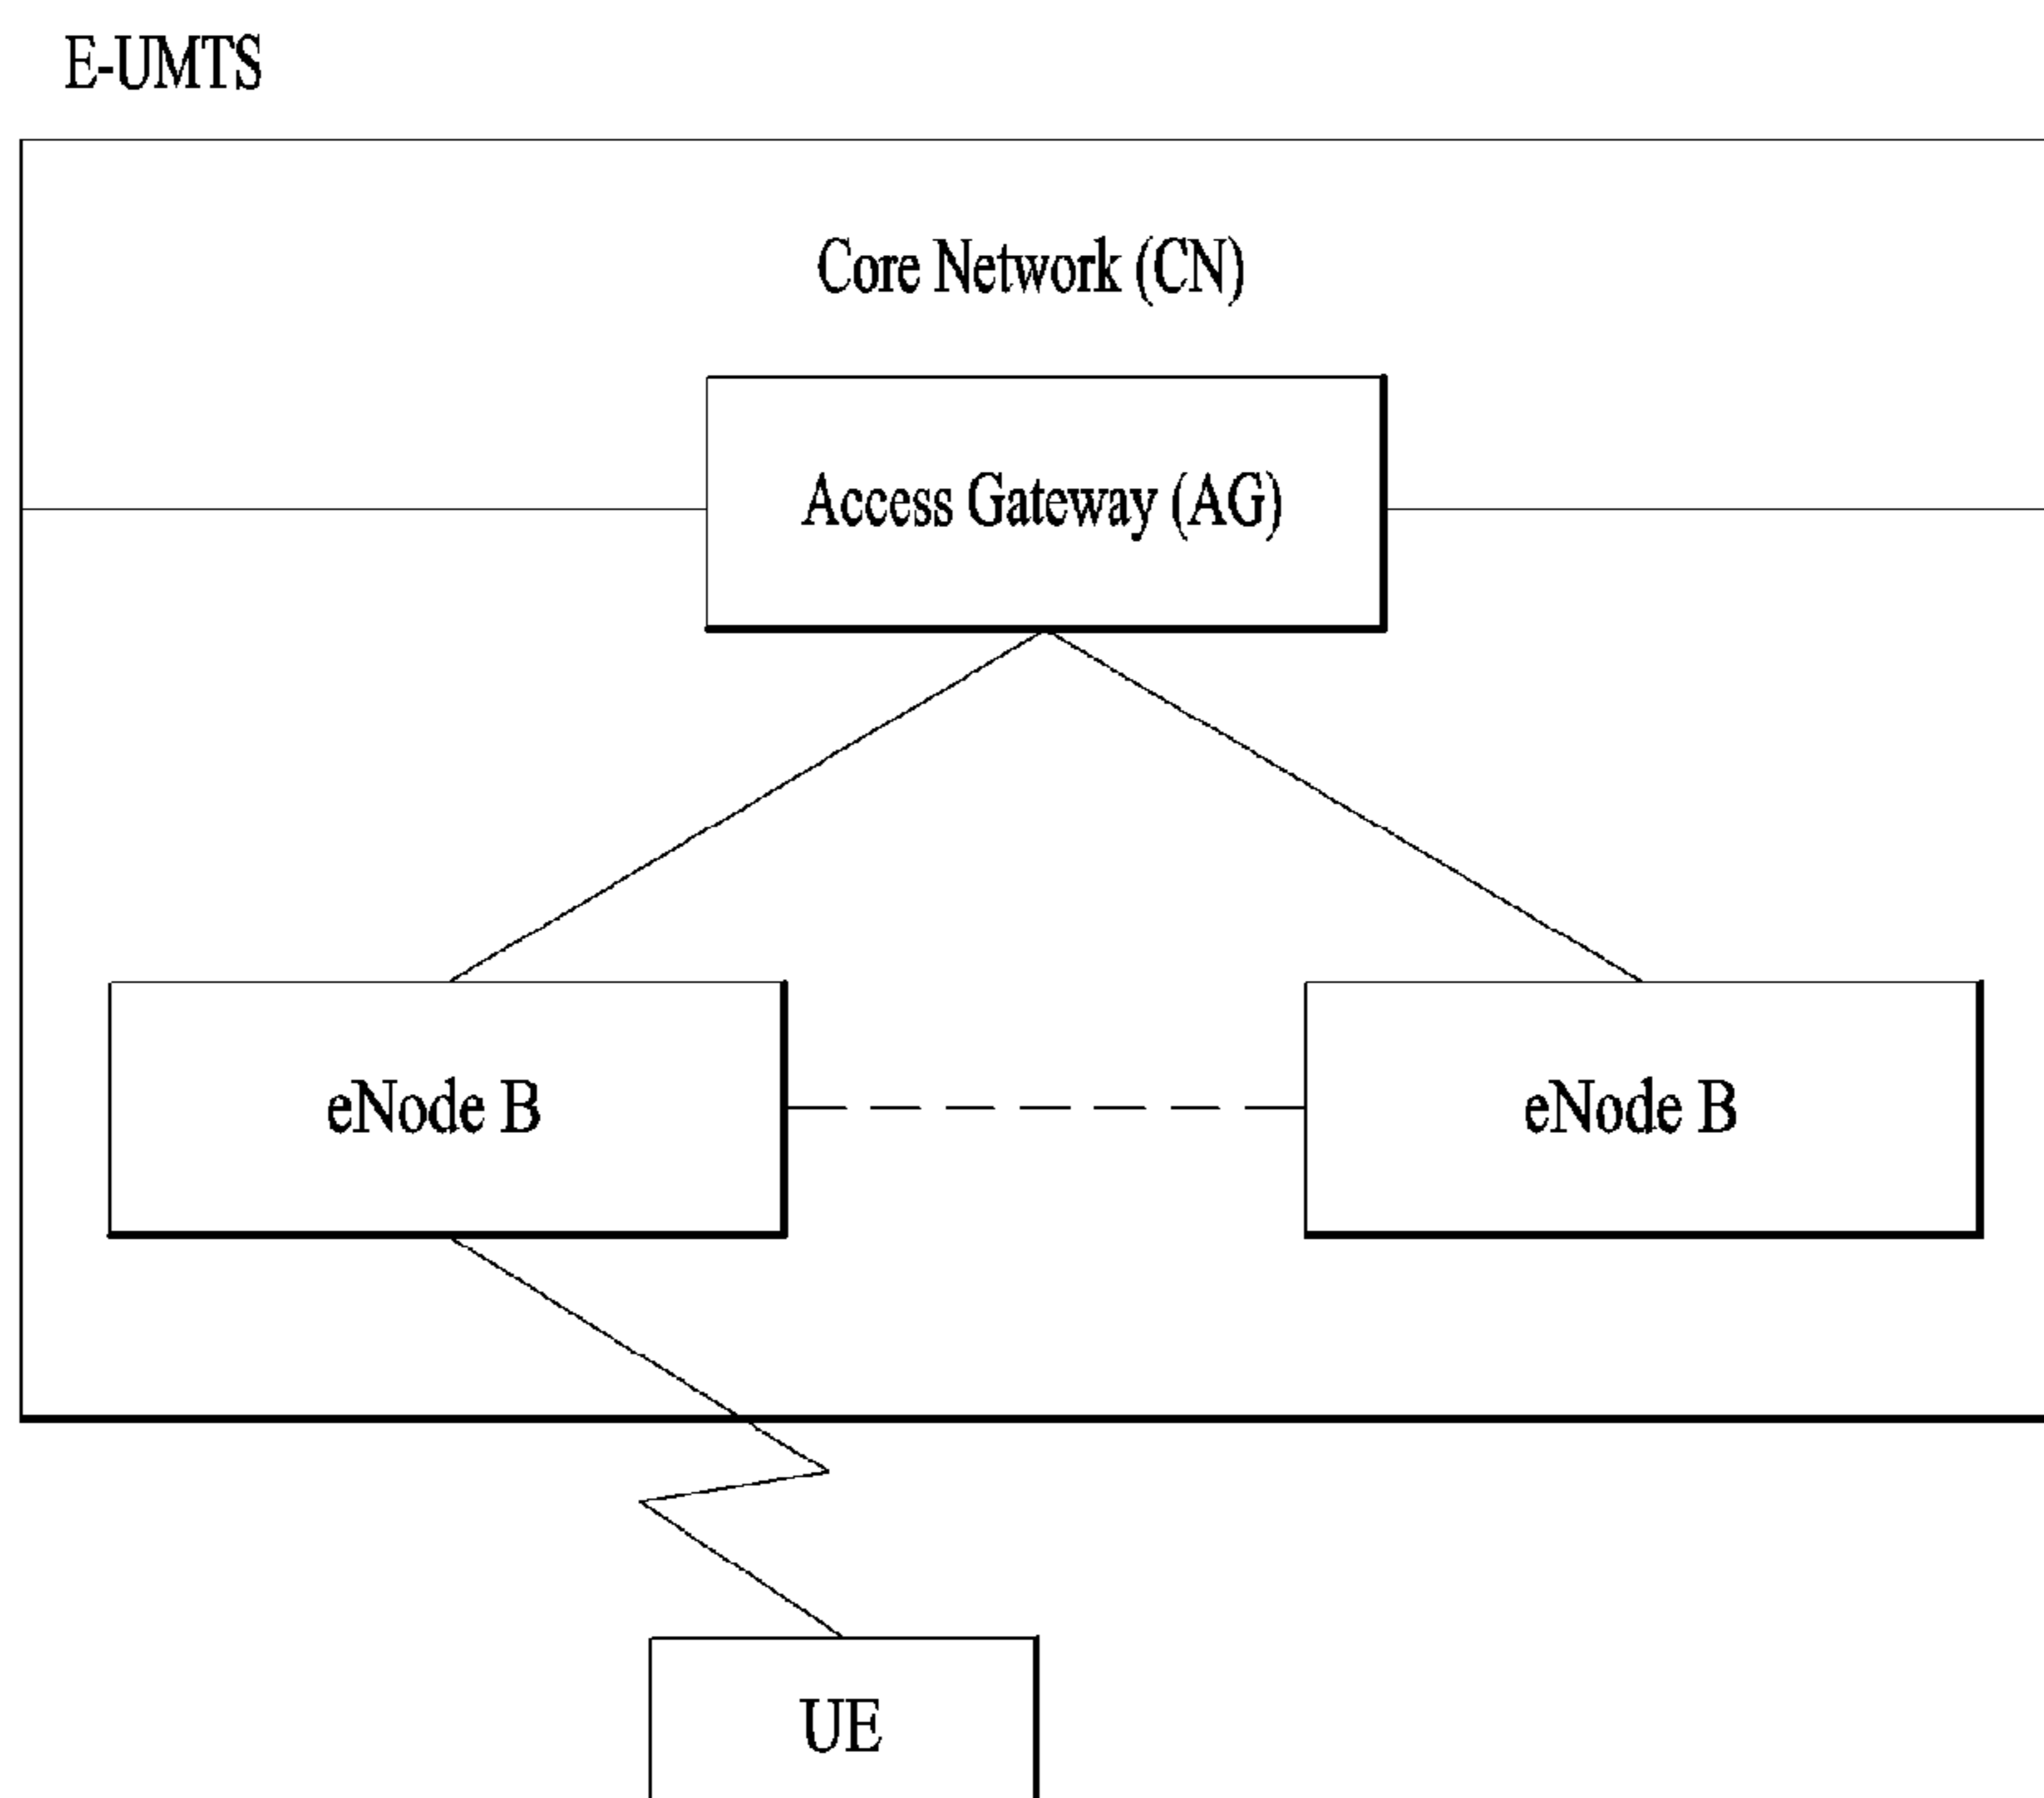 E-UMTS
Core Network (CN)
Access Gateway (AG)
eNode B
eNode B
UE